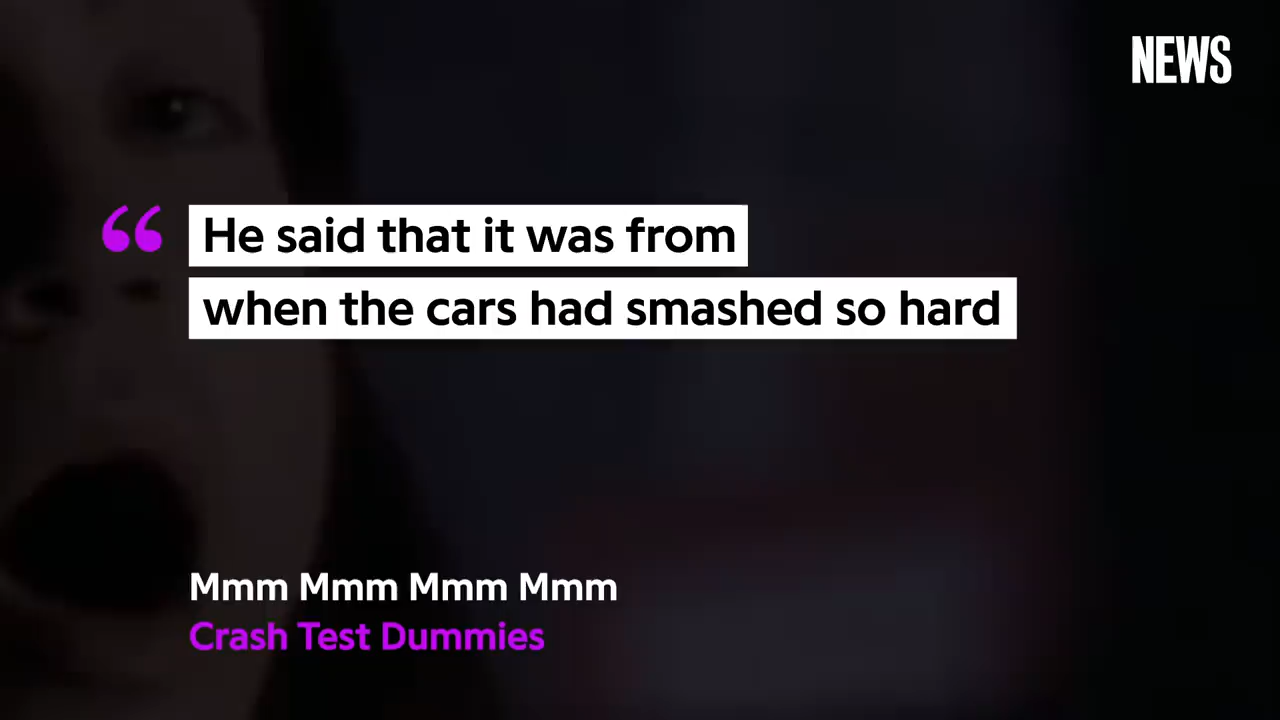 NEWS
“ He said that it was from
when the cars had smashed so hard
Mmm Mmm Mmm Mmm
Crash Test Dummies